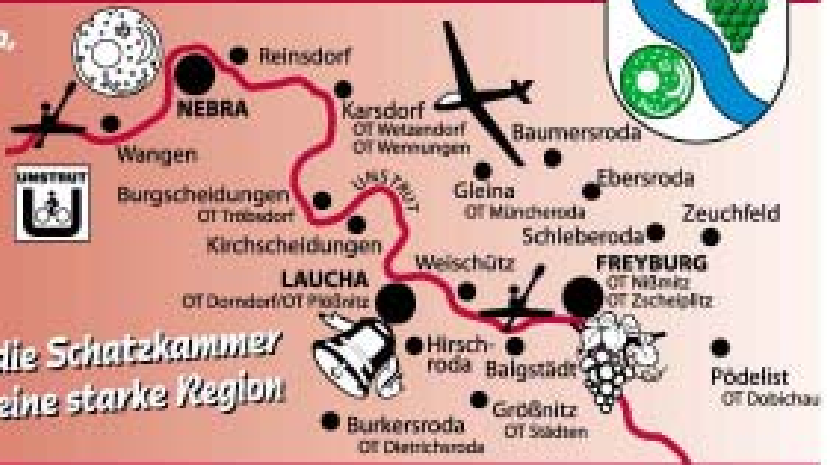 Reinsdorf
NEBRA
Karsdorf
OT Wetzendorf
OT Wennungen
Baumersroda
Wangen
UNSTRUT
U
Burgscheidungen
OT Tröbsdorf
UNSTRUT
Gleina
OT Müncheroda
Ebersroda
Zeuchfeld
Kirchscheidungen
Schleberoda
Weischütz
FREYBURG
OT Nißmitz
OT Zscheiplitz
LAUCHA
OT Dorndorf/OT Plößnitz
die Schatzkammer
eine starke Region
Hirsch-
roda
Balgstädt
Pödelist
OT Dobichau
Größnitz
OT Städten
Burkersroda
OT Dietrichsroda